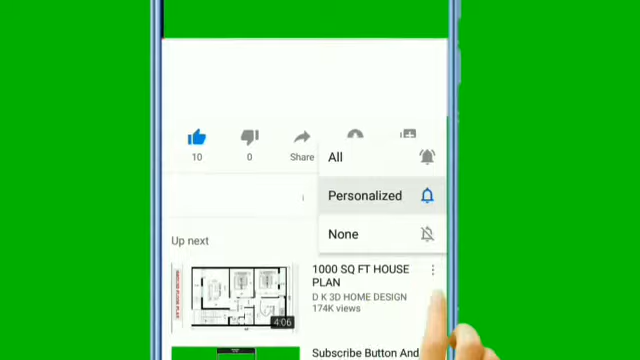 10
0
Share
All
Personalized
None
Up next
4:06
1000 SQ FT HOUSE
PLAN
D K 3D HOME DESIGN
174K views
Subscribe Button And